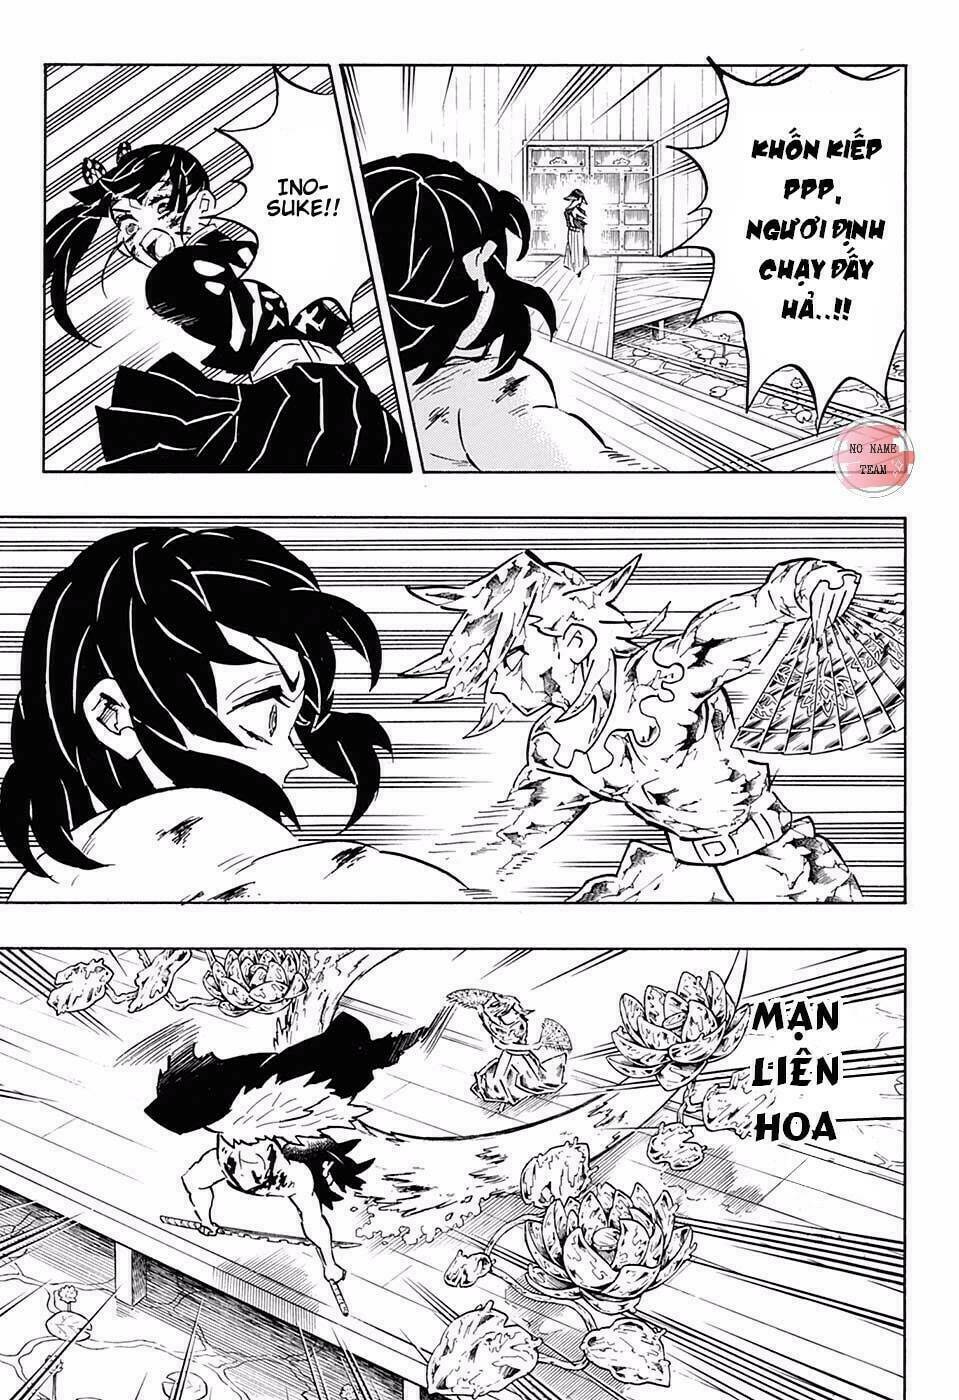 KHỐN KIẾP
PPP,
NGƯƠI ĐỊNH
CHẠY ĐẤY
HẢ..!!
INO-
SUKE!!
NO NAME
TEAM
MẠN
LIÊN
HOA